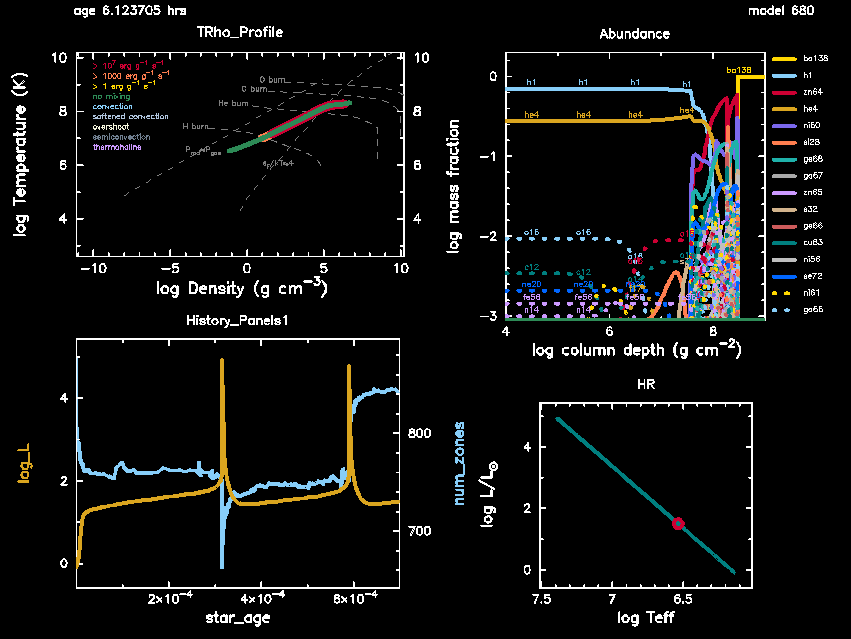 age 6.123705 hrs
model 680
TRho_Profile
10
8
6
4
log Temperature (K)
> 10⁷ erg g⁻¹ s⁻¹
> 1000 erg g⁻¹ s⁻¹
> 1 erg g⁻¹ s⁻¹
no mixing
convection
softened convection
overshoot
semiconvection
thermohaline
O burn
C burn
He burn
H burn
10
8
6
4
−10
−5
0
5
10
log Density (g cm⁻³)
Abundance
0
−1
−2
−3
log mass fraction
h1
h1
h1
h1
he4
he4
he4
he4
ba138
o16
o16
o16
c12
c12
ne20
ne20
fe56
fe56
n14
n14
4
6
8
log column depth (g cm⁻²)
ba138
h1
zn64
he4
ni60
si28
ge68
ga67
zn65
s32
ge66
cu63
ni56
se72
ni61
ga66
History_Panels1
4
2
0
log_L
800
700
num_zones
2×10⁻⁴
4×10⁻⁴
6×10⁻⁴
star_age
HR
4
2
0
log L/L☉
7.5
7
6.5
log Teff